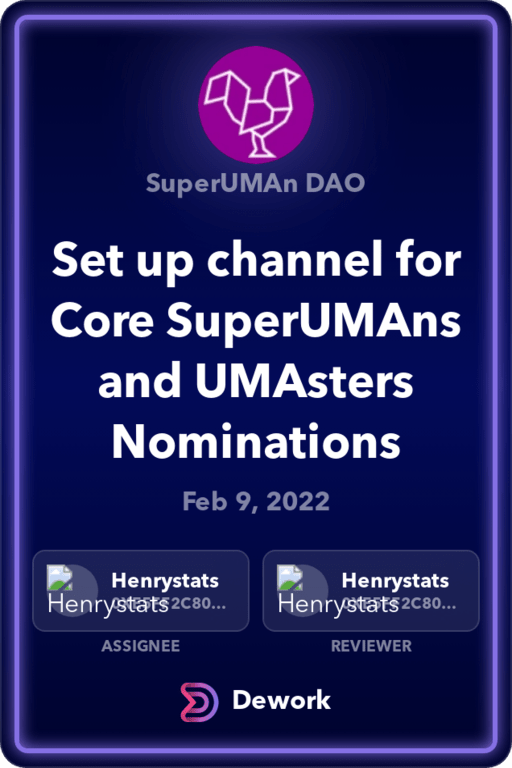 SuperUMAn DAO
Set up channel for
Core SuperUMAns
and UMAsters
Nominations
Feb 9, 2022
Henrystats
Henrystats
Henrystats
Henrystats
ASSIGNEE
REVIEWER
Dework